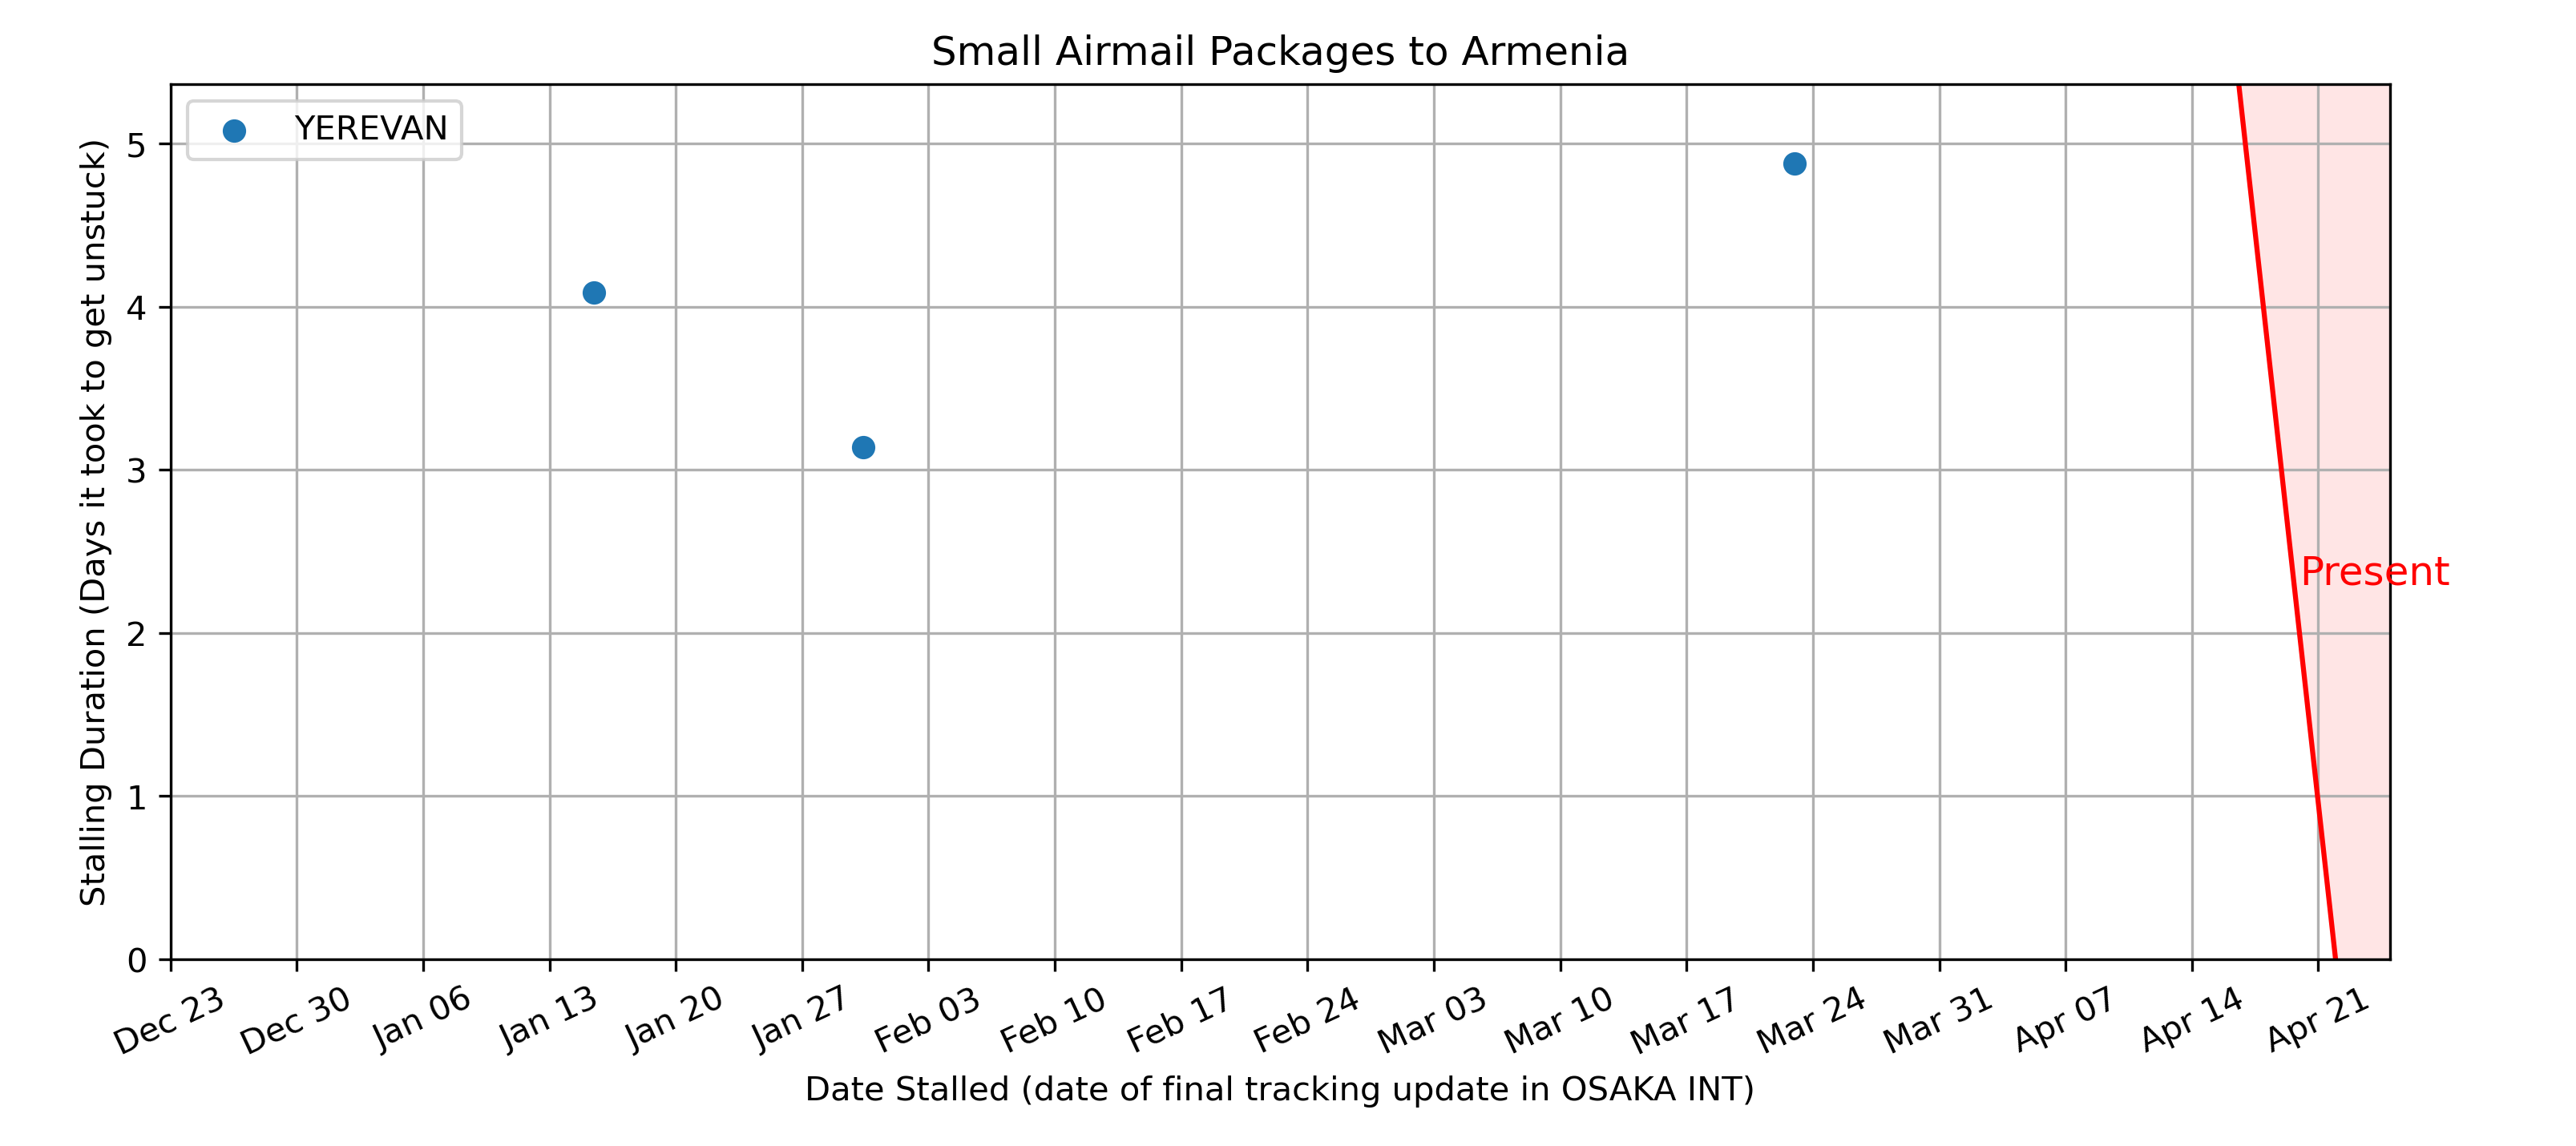 Small Airmail Packages to Armenia
YEREVAN
Stalling Duration (Days it took to get unstuck)
5
4
3
2
1
0
Present
Dec 23
Dec 30
Jan 06
Jan 13
Jan 20
Jan 27
Feb 03
Feb 10
Feb 17
Feb 24
Mar 03
Mar 10
Mar 17
Mar 24
Mar 31
Apr 07
Apr 14
Apr 21
Date Stalled (date of final tracking update in OSAKA INT)